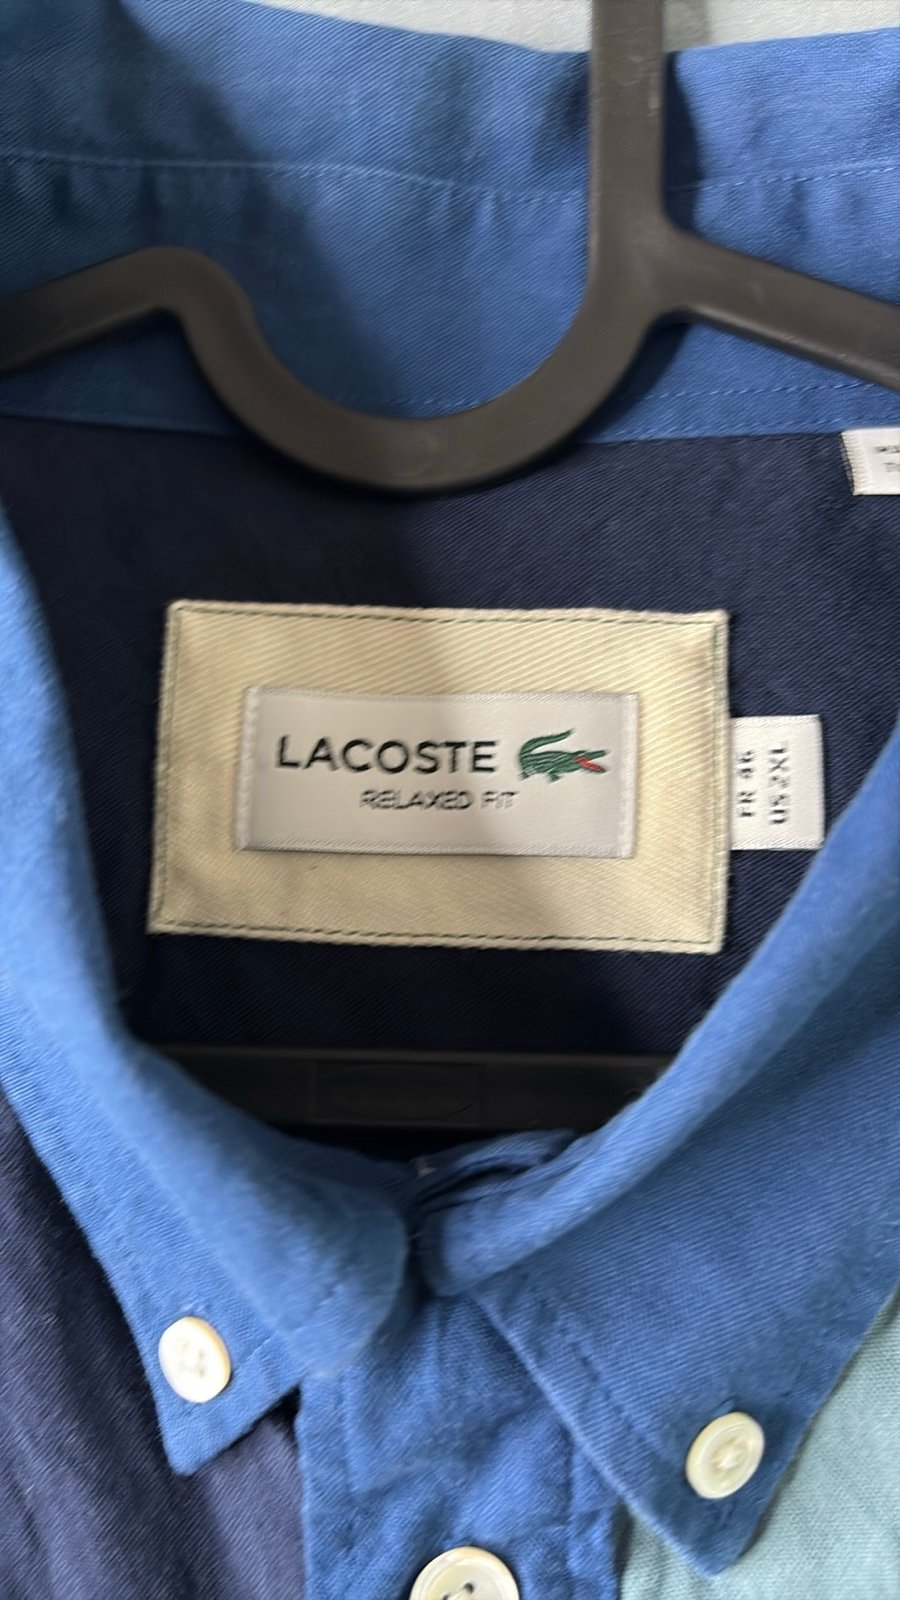 LACOSTE
RELAXED FIT
FR 46
US 2XL